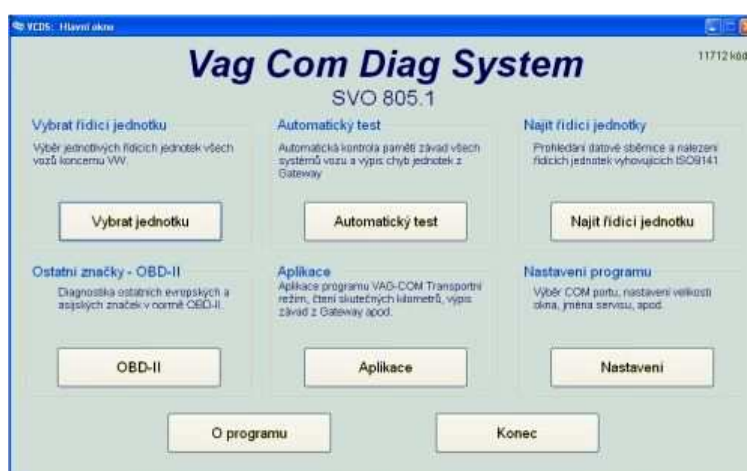 VCDS: Hlavní okno
Vag Com Diag System
11712 kód
SVO 805.1
Vybrat řídicí jednotku
Výběr jednotlivých řídicích jednotek všech
vozů koncernu VW.
Vybrat jednotku
Automatický test
Automatická kontrola paměti závad všech
systémů vozu a výpis chyb jednotek z
Gateway
Automatický test
Najít řídicí jednotky
Prohledání datové sběrnice a nalezení
řídicích jednotek vyhovujících ISO9141
Najít řídicí jednotku
Ostatní značky - OBD-II
Diagnostika ostatních evropských a
asijských značek v normě OBD-II.
OBD-II
Aplikace
Aplikace programu VAG-COM Transportní
režim, čtení skutečných kilometrů, výpis
závad z Gateway apod.
Aplikace
Nastavení programu
Výběr COM portu, nastavení velikosti
okna, jména servisu, apod.
Nastavení
O programu
Konec